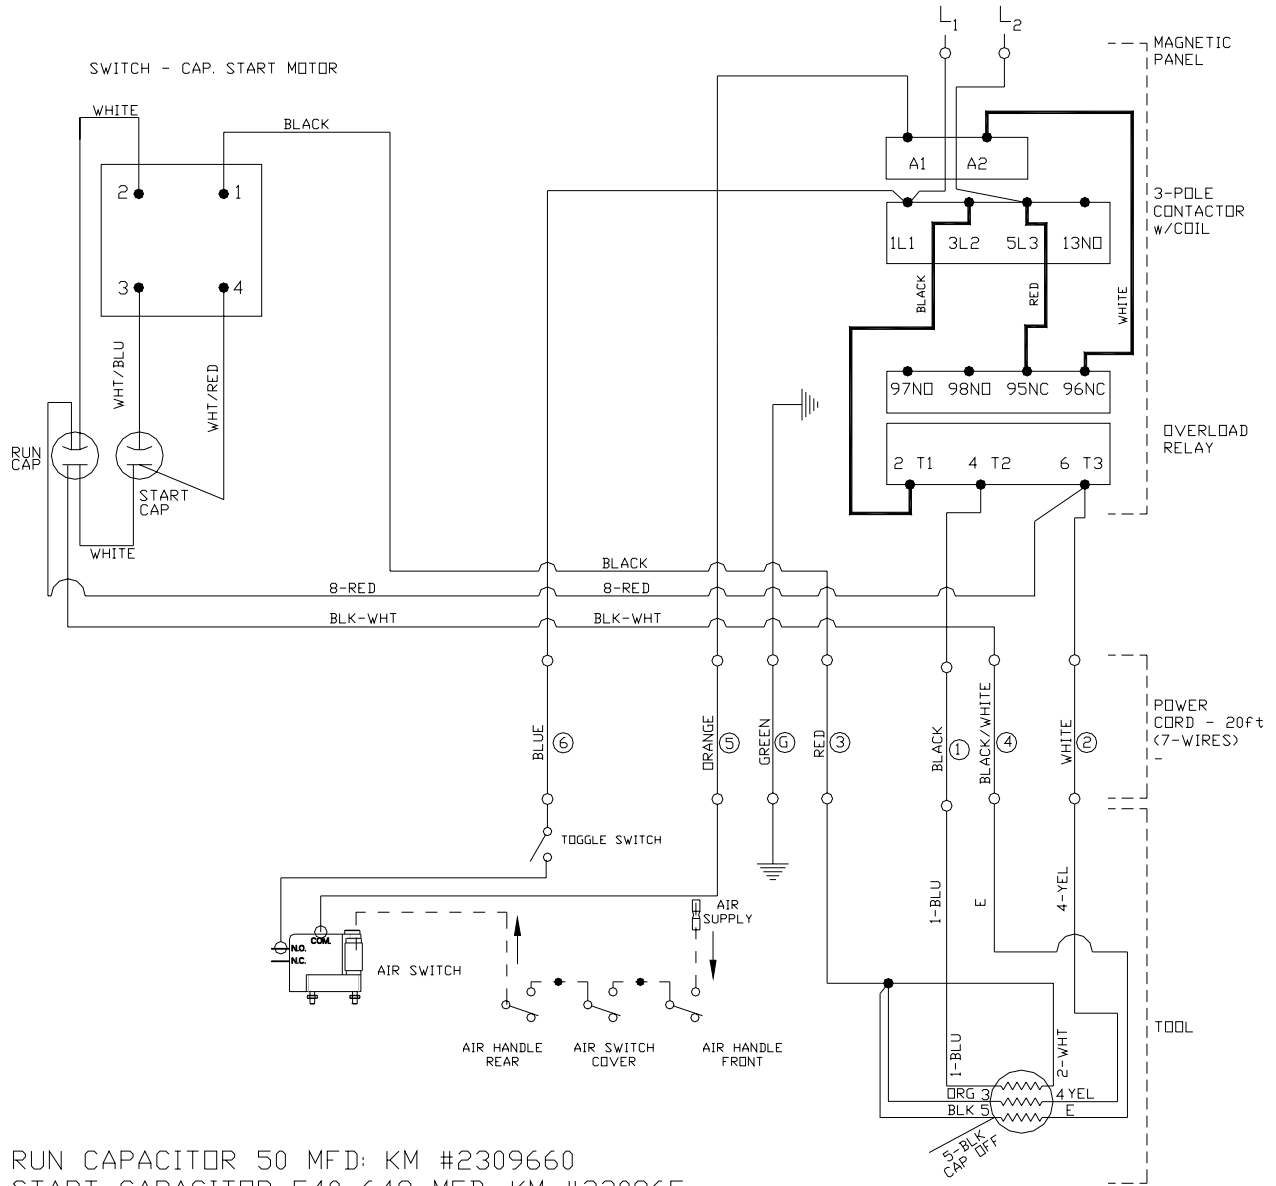 L1 L2
MAGNETIC
PANEL
SWITCH - CAP. START MOTOR
WHITE
BLACK
A1 A2
2 1
3-POLE
CONTACTOR
W/COIL
1L1 3L2 5L3 13NO
3 4
BLACK
RED
WHITE
WHT/BLU
WHT/RED
97NO 98NO 95NC 96NC
RUN
CAP
OVERLOAD
RELAY
2 T1 4 T2 6 T3
START
CAP
WHITE
BLACK
8-RED 8-RED
BLK-WHT BLK-WHT
BLUE 6
ORANGE 5
GREEN G
RED 3
BLACK 1
BLACK/WHITE 4
WHITE 2
POWER
CORD - 20ft
(7-WIRES)
TOGGLE SWITCH
1-BLU
E
4-YEL
AIR
SUPPLY
COM.
N.O.
N.C.
AIR SWITCH
TOOL
AIR HANDLE
REAR
AIR SWITCH
COVER
AIR HANDLE
FRONT
1-BLU
2-WHT
ORG 3 4 YEL
BLK 5 E
5-BLK
CAP OFF
RUN CAPACITOR 50 MFD: KM #2309660
START CAPACITOR 540-648 MFD: KM